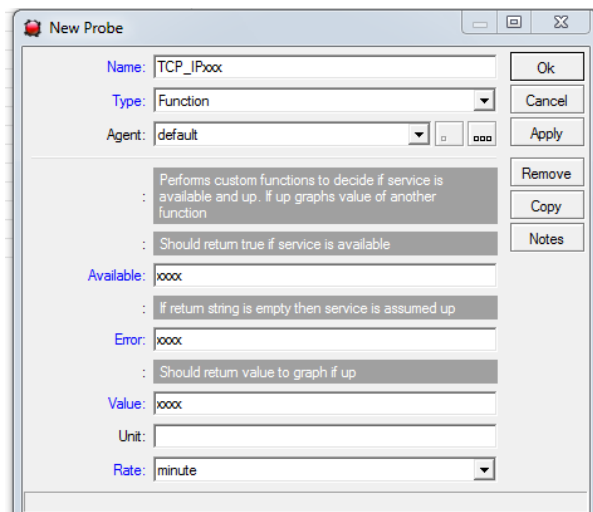 New Probe
Name: TCP_IPxxx
Ok
Type: Function
Cancel
Agent: default
Apply
Remove
: Performs custom functions to decide if service is
available and up. If up graphs value of another
function
Copy
: Should return true if service is available
Notes
Available: xxxx
: If return string is empty then service is assumed up
Error: xxxx
: Should return value to graph if up
Value: xxxx
Unit:
Rate: minute